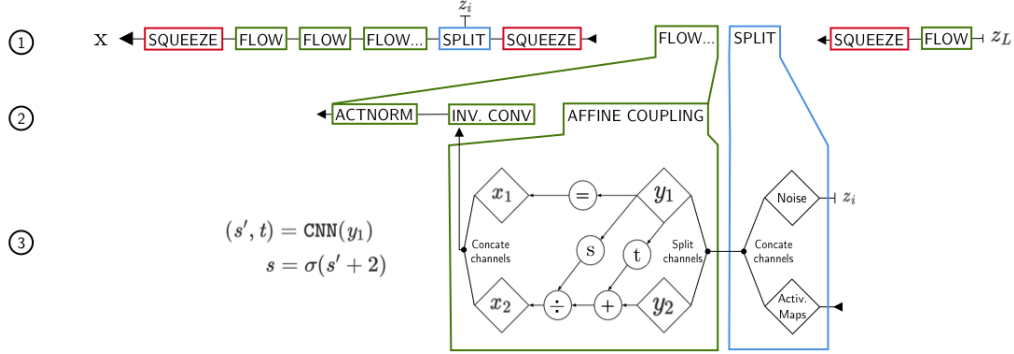 z_i
① x SQUEEZE FLOW FLOW FLOW... SPLIT SQUEEZE FLOW... SPLIT SQUEEZE FLOW z_L
② ACTNORM INV. CONV AFFINE COUPLING
x_1 = y_1 Noise z_i
(s′, t) = CNN(y_1)
③ Concate channels s t Split channels Concate channels
s = σ(s′ + 2)
x_2 ÷ + y_2 Activ. Maps